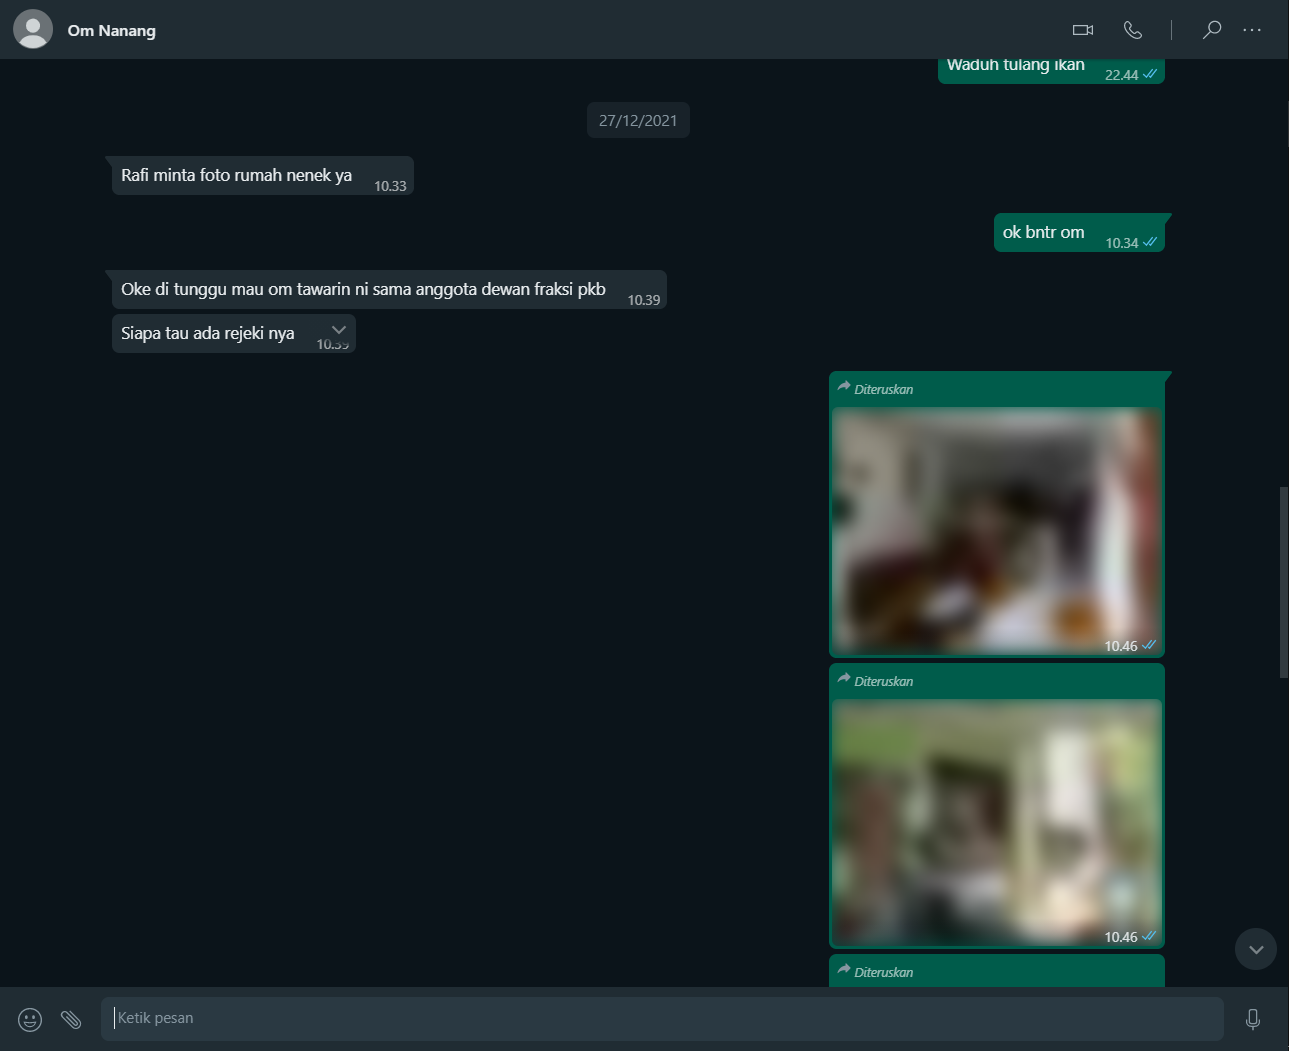 Om Nanang
Waduh tulang ikan
22.44
27/12/2021
Rafi minta foto rumah nenek ya
10.33
ok bntr om
10.34
Oke di tunggu mau om tawarin ni sama anggota dewan fraksi pkb
10.39
Siapa tau ada rejeki nya
10.39
Diteruskan
10.46
Diteruskan
10.46
Diteruskan
Ketik pesan